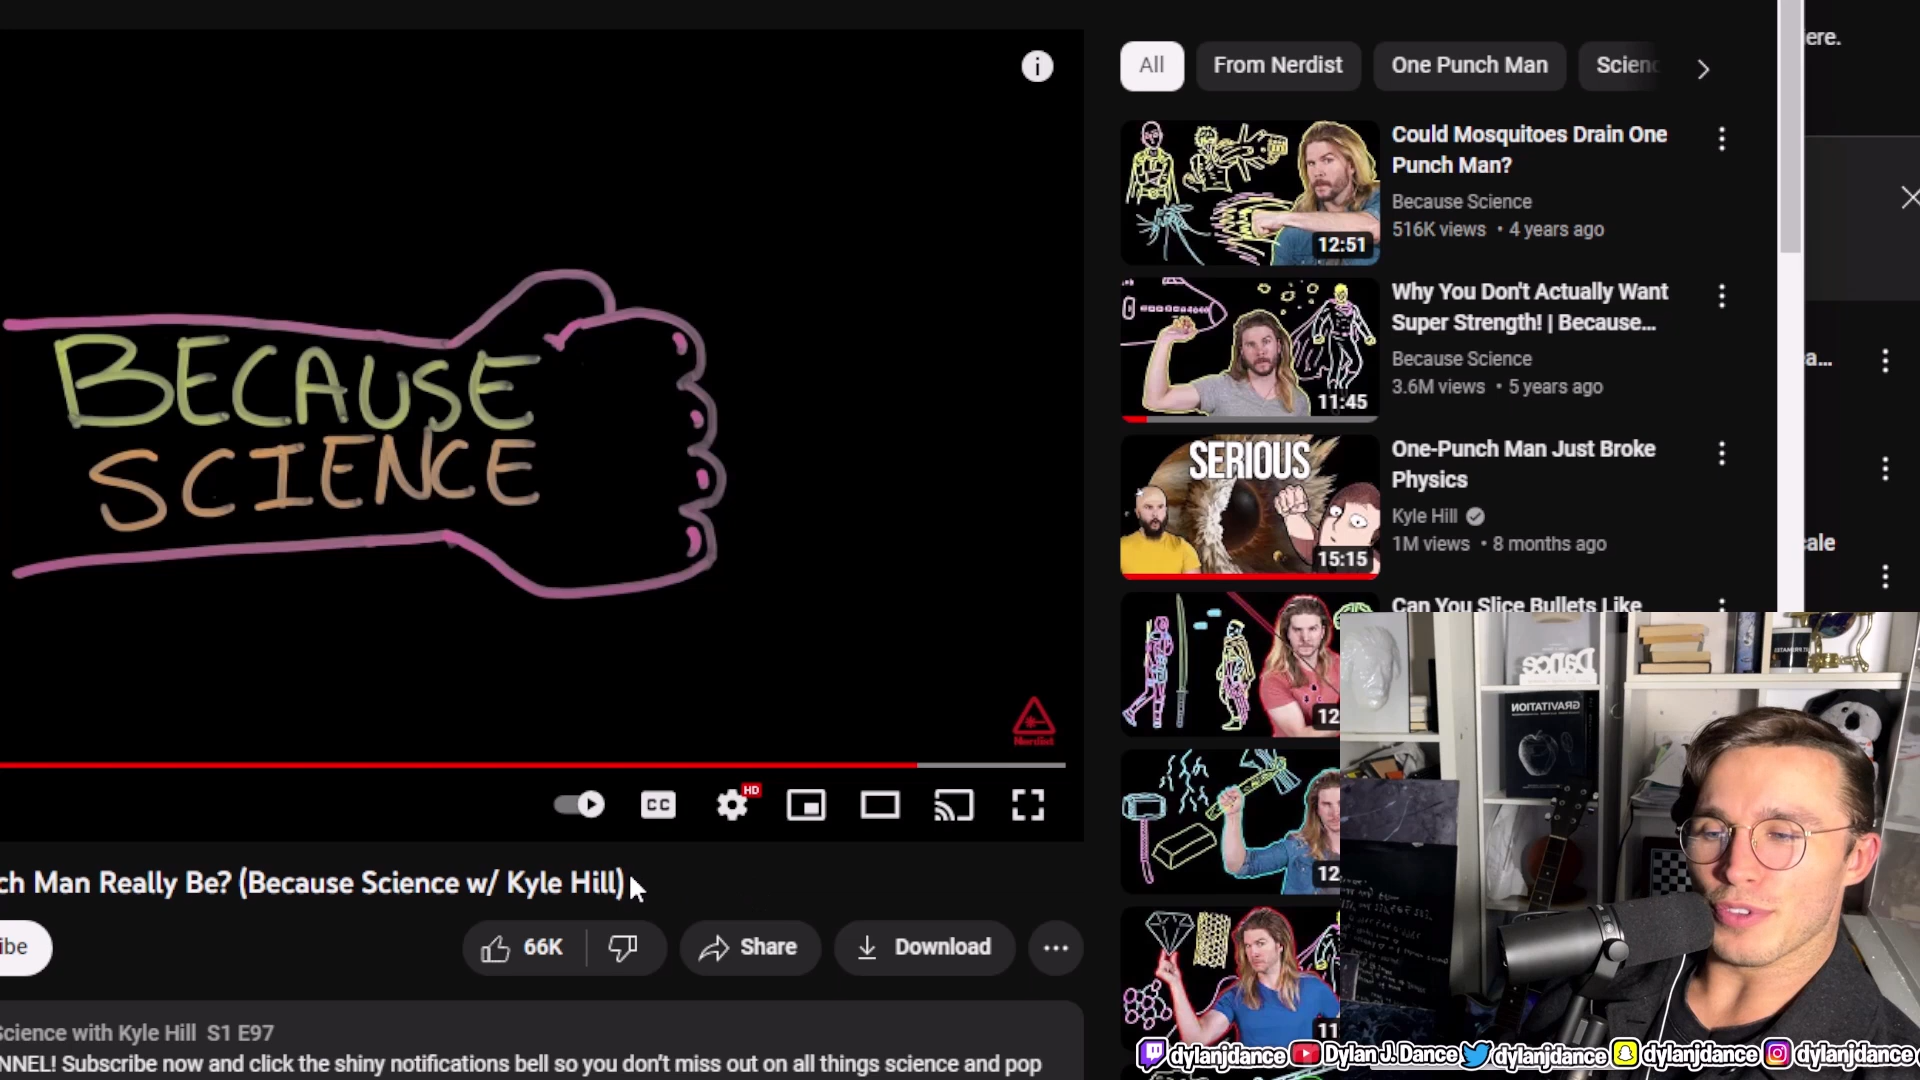 BECAUSE
SCIENCE
Nerdist
HD
CC
ch Man Really Be? (Because Science w/ Kyle Hill)
ibe
66K
Share
Download
Science with Kyle Hill S1 E97
NNEL! Subscribe now and click the shiny notifications bell so you don't miss out on all things science and pop
All
From Nerdist
One Punch Man
Scienc
12:51
Could Mosquitoes Drain One
Punch Man?
Because Science
516K views • 4 years ago
11:45
Why You Don't Actually Want
Super Strength! | Because...
Because Science
3.6M views • 5 years ago
SERIOUS
15:15
One-Punch Man Just Broke
Physics
Kyle Hill
1M views • 8 months ago
Can You Slice Bullets Like
12
12
11
ere.
a...
cale
Dance
GRAVITATION
dylanjdance
Dylan J. Dance
dylanjdance
dylanjdance
dylanjdance